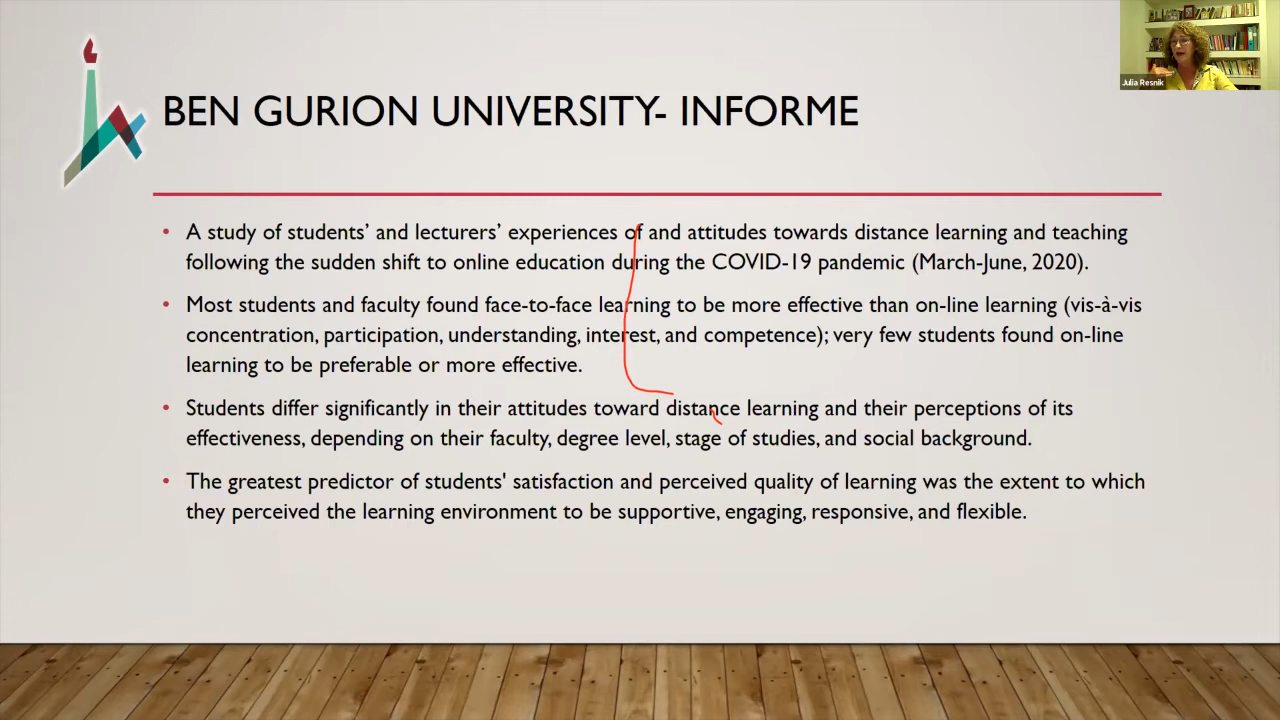 Julia Resnik
BEN GURION UNIVERSITY- INFORME
• A study of students’ and lecturers’ experiences of and attitudes towards distance learning and teaching
following the sudden shift to online education during the COVID-19 pandemic (March-June, 2020).
• Most students and faculty found face-to-face learning to be more effective than on-line learning (vis-à-vis
concentration, participation, understanding, interest, and competence); very few students found on-line
learning to be preferable or more effective.
• Students differ significantly in their attitudes toward distance learning and their perceptions of its
effectiveness, depending on their faculty, degree level, stage of studies, and social background.
• The greatest predictor of students' satisfaction and perceived quality of learning was the extent to which
they perceived the learning environment to be supportive, engaging, responsive, and flexible.